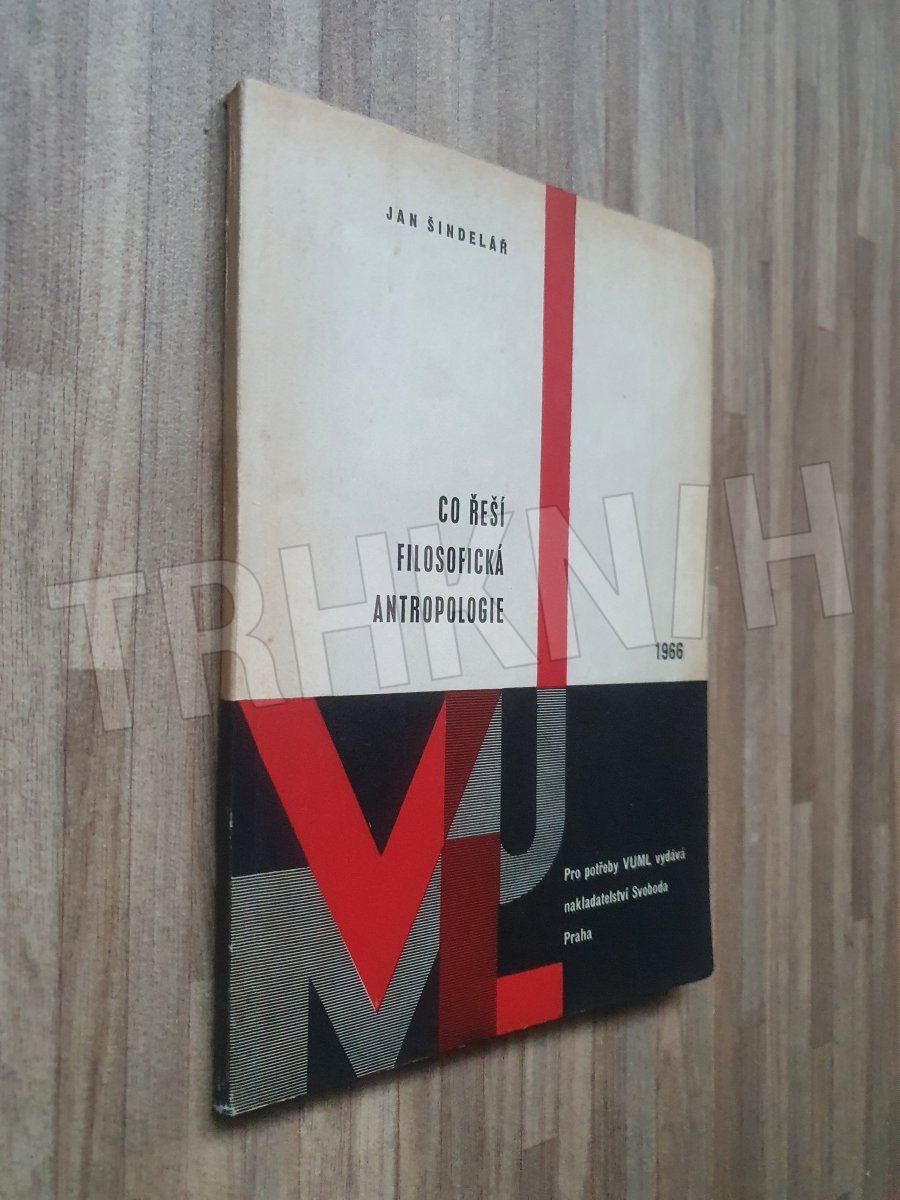 JAN ŠINDELÁŘ
CO ŘEŠÍ
FILOSOFICKÁ
ANTROPOLOGIE
1966
TRHKNIH
VUML
Pro potřeby VUML vydává
nakladatelství Svoboda
Praha